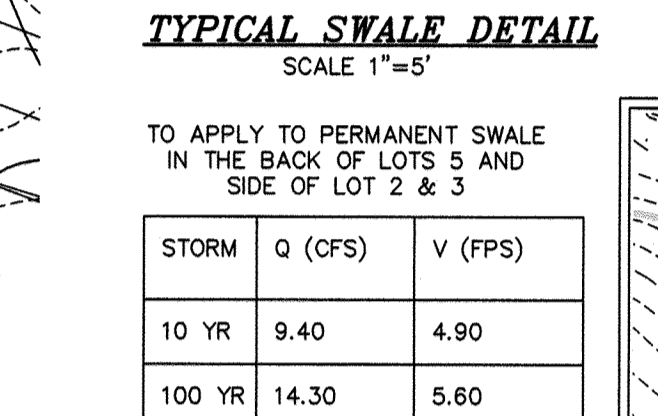 TYPICAL SWALE DETAIL
SCALE 1"=5'
TO APPLY TO PERMANENT SWALE
IN THE BACK OF LOTS 5 AND
SIDE OF LOT 2 & 3
STORM Q (CFS) V (FPS)
10 YR 9.40 4.90
100 YR 14.30 5.60